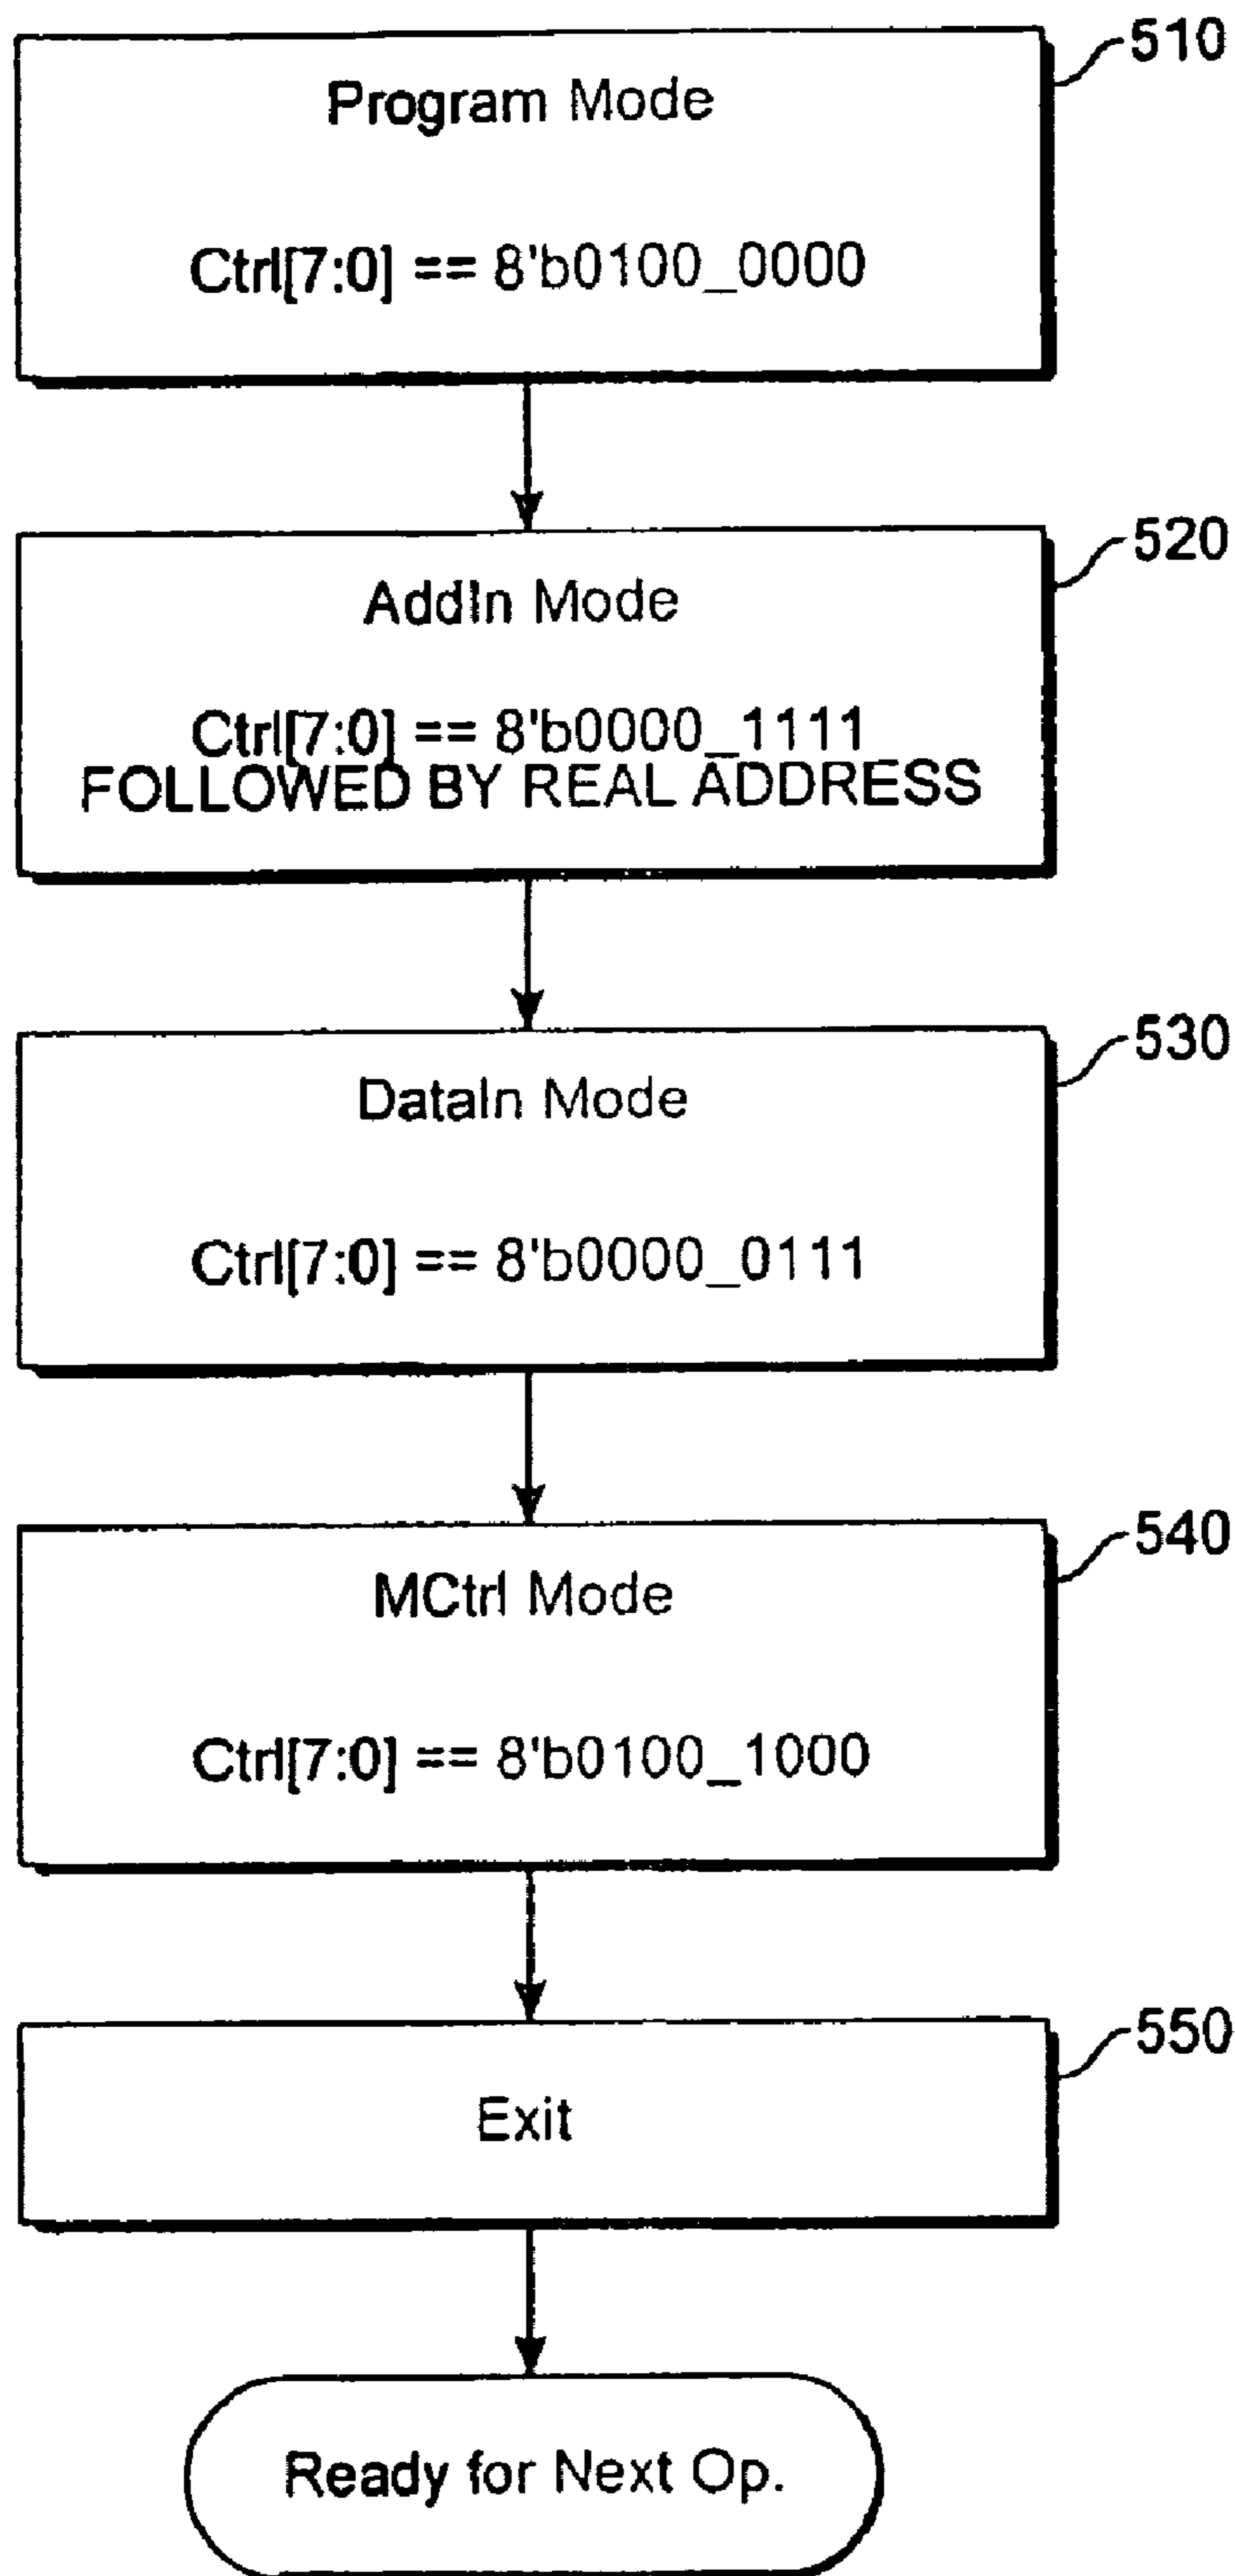 510
Program Mode
Ctrl[7:0] == 8'b0100_0000
520
AddIn Mode
Ctrl[7:0] == 8'b0000_1111
FOLLOWED BY REAL ADDRESS
530
DataIn Mode
Ctrl[7:0] == 8'b0000_0111
540
MCtrl Mode
Ctrl[7:0] == 8'b0100_1000
550
Exit
Ready for Next Op.